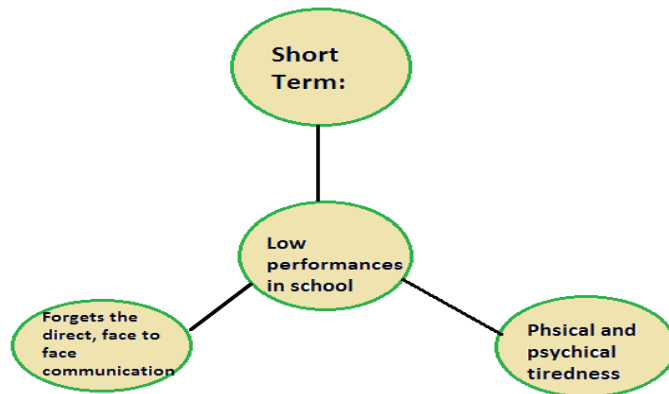 Short
Term:
Low
performances
in school
Forgets the
direct, face to
face
communication
Phsical and
psychical
tiredness